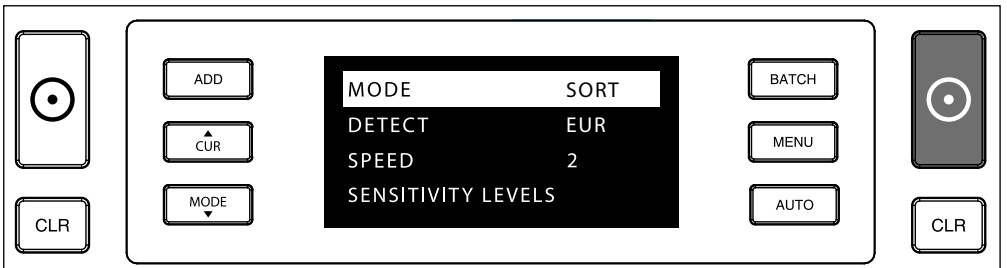 ADD
CUR
MODE
CLR
MODE SORT
DETECT EUR
SPEED 2
SENSITIVITY LEVELS
BATCH
MENU
AUTO
CLR